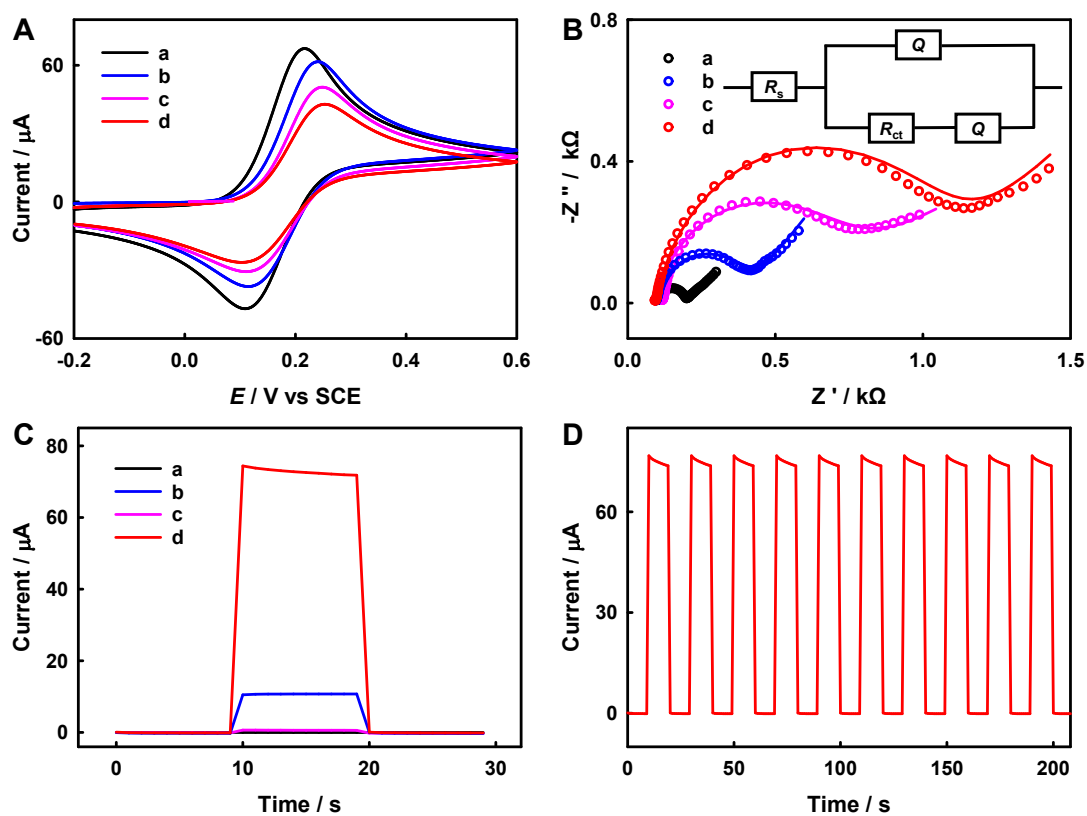 A
a
b
c
d
60
0
-60
Current / µA
-0.2 0.0 0.2 0.4 0.6
E / V vs SCE
B
a
b
c
d
Rs
Q
Rct
Q
-0.8
0.4
0.0
-Z '' / kΩ
0.0 0.5 1.0 1.5
Z ' / kΩ
C
a
b
c
d
80
60
40
20
0
Current / µA
0 10 20 30
Time / s
D
60
30
0
Current / µA
0 50 100 150 200
Time / s